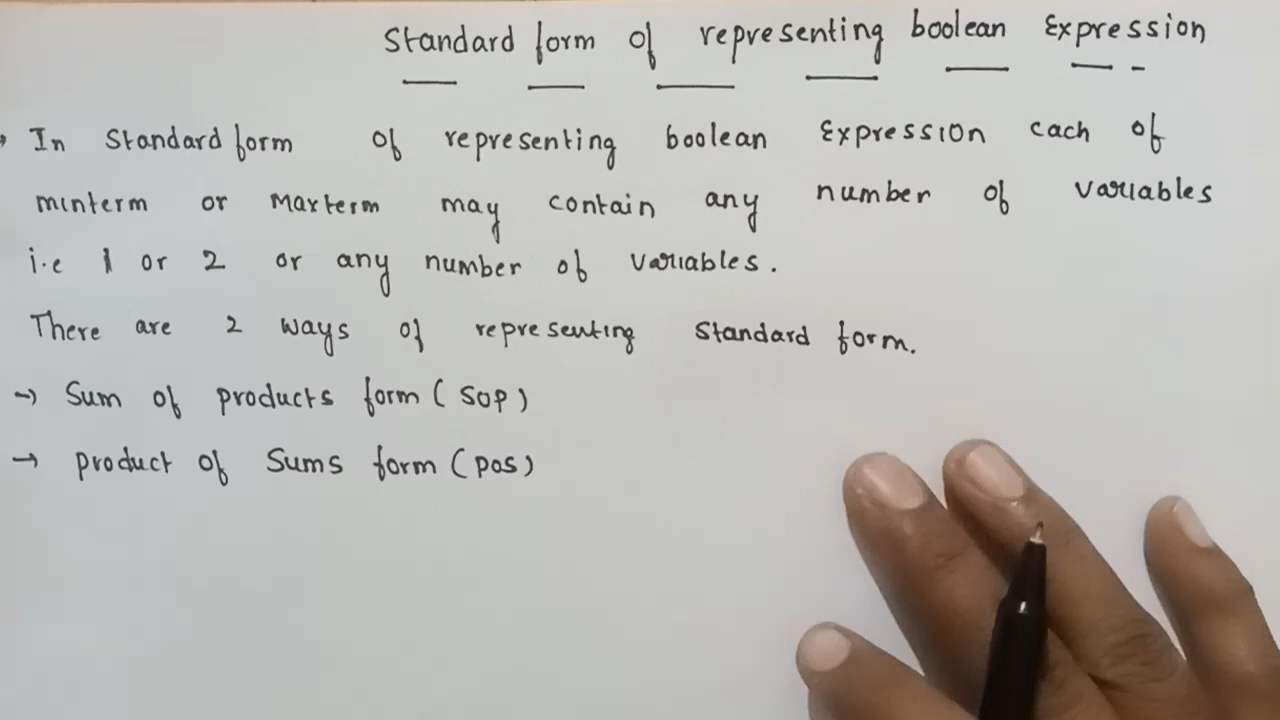 Standard form of representing boolean Expression
In Standard form of representing boolean Expression each of
minterm or Maxterm may contain any number of variables
i.e 1 or 2 or any number of variables.
There are 2 ways of representing Standard form.
→ Sum of products form (SOP)
→ product of Sums form (pos)